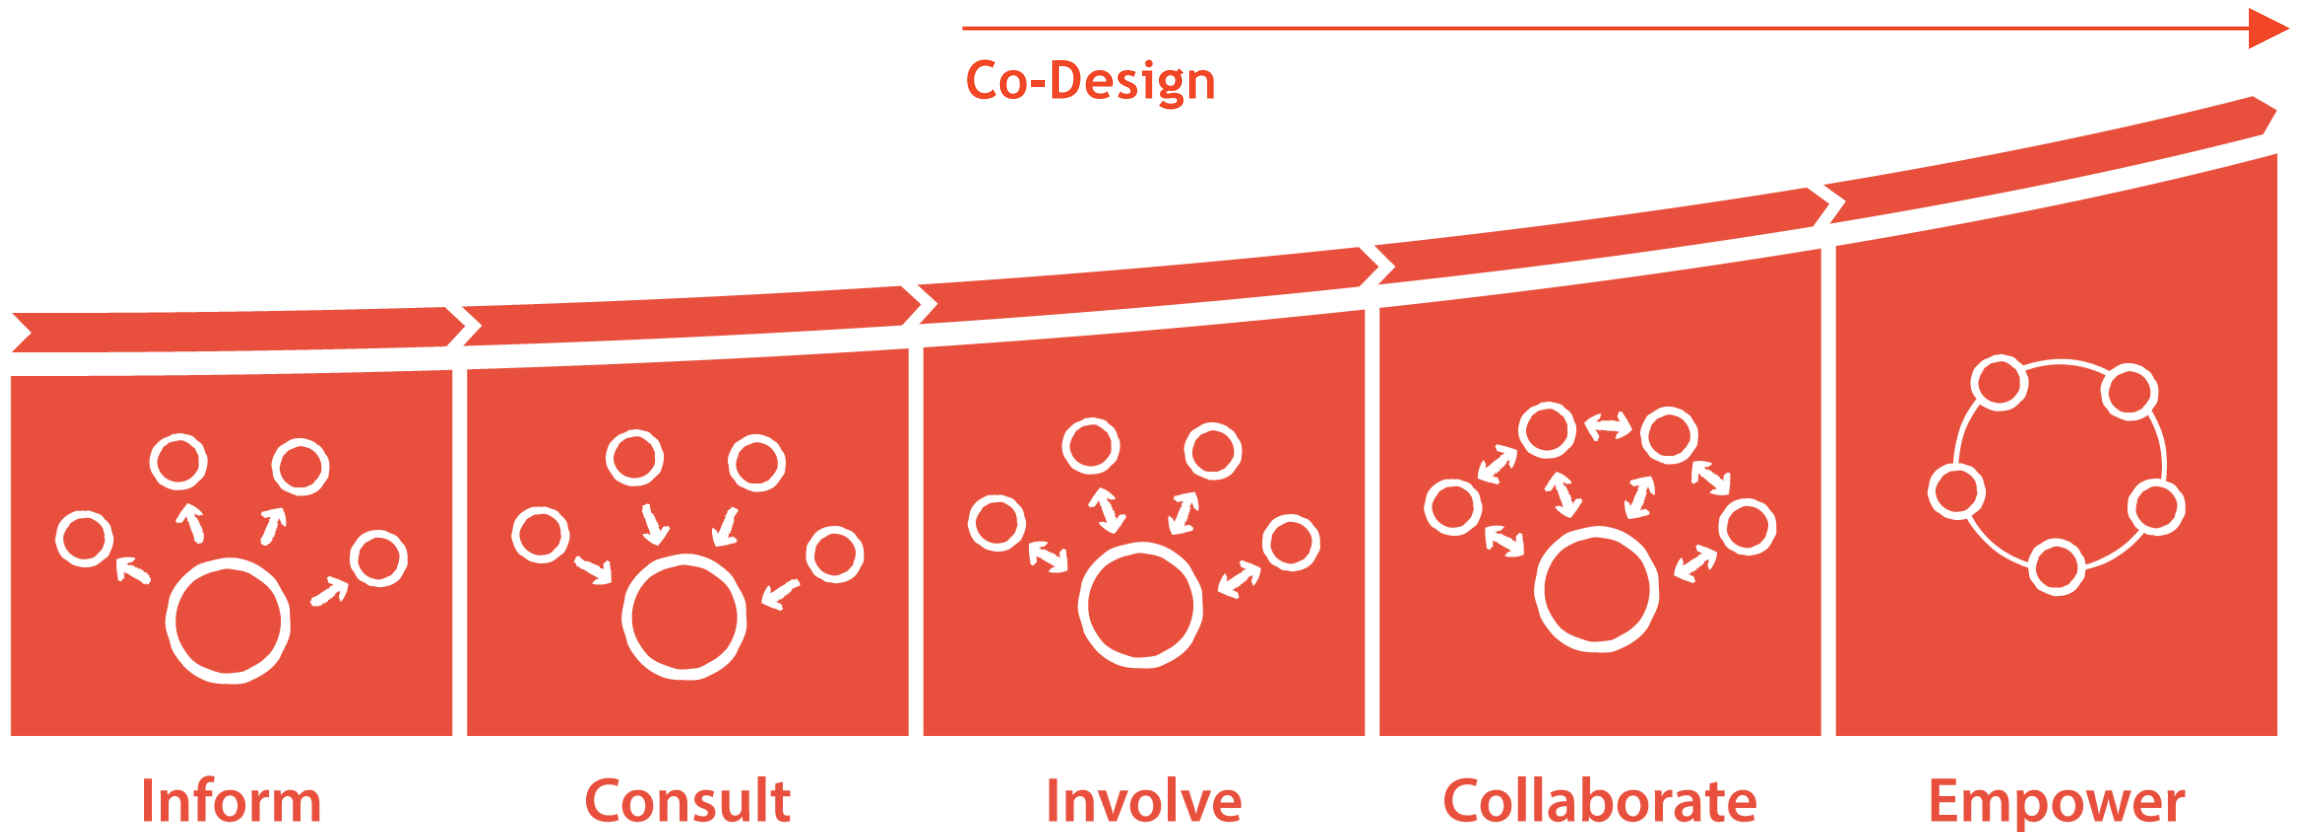 Co-Design
Inform
Consult
Involve
Collaborate
Empower